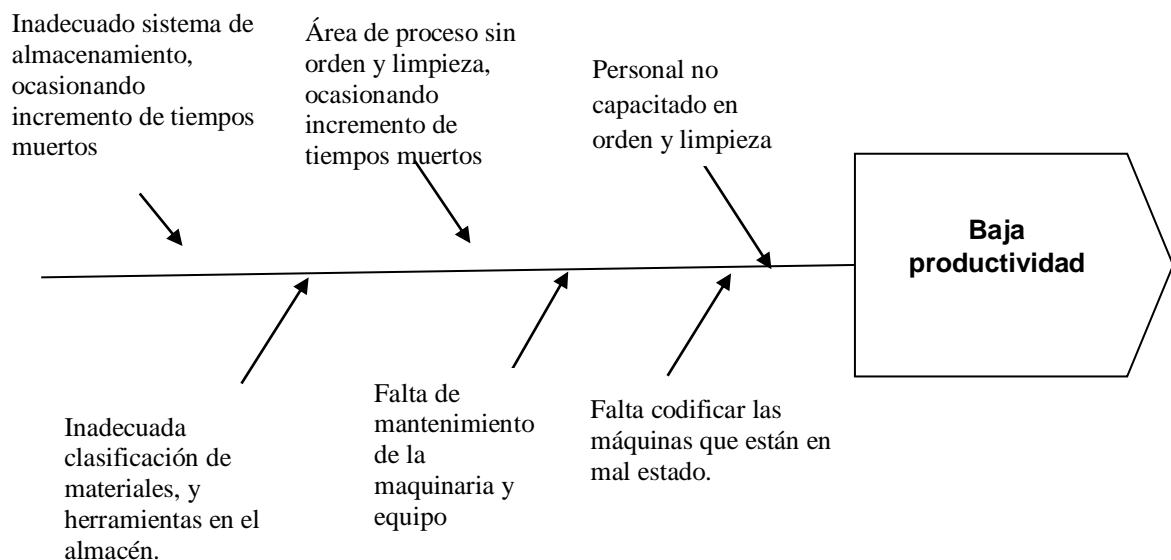 Inadecuado sistema de
almacenamiento,
ocasionando
incremento de tiempos
muertos
Área de proceso sin
orden y limpieza,
ocasionando
incremento de
tiempos muertos
Personal no
capacitado en
orden y limpieza
Baja
productividad
Inadecuada
clasificación de
materiales, y
herramientas en el
almacén.
Falta de
mantenimiento
de la
maquinaria y
equipo
Falta codificar las
máquinas que están en
mal estado.